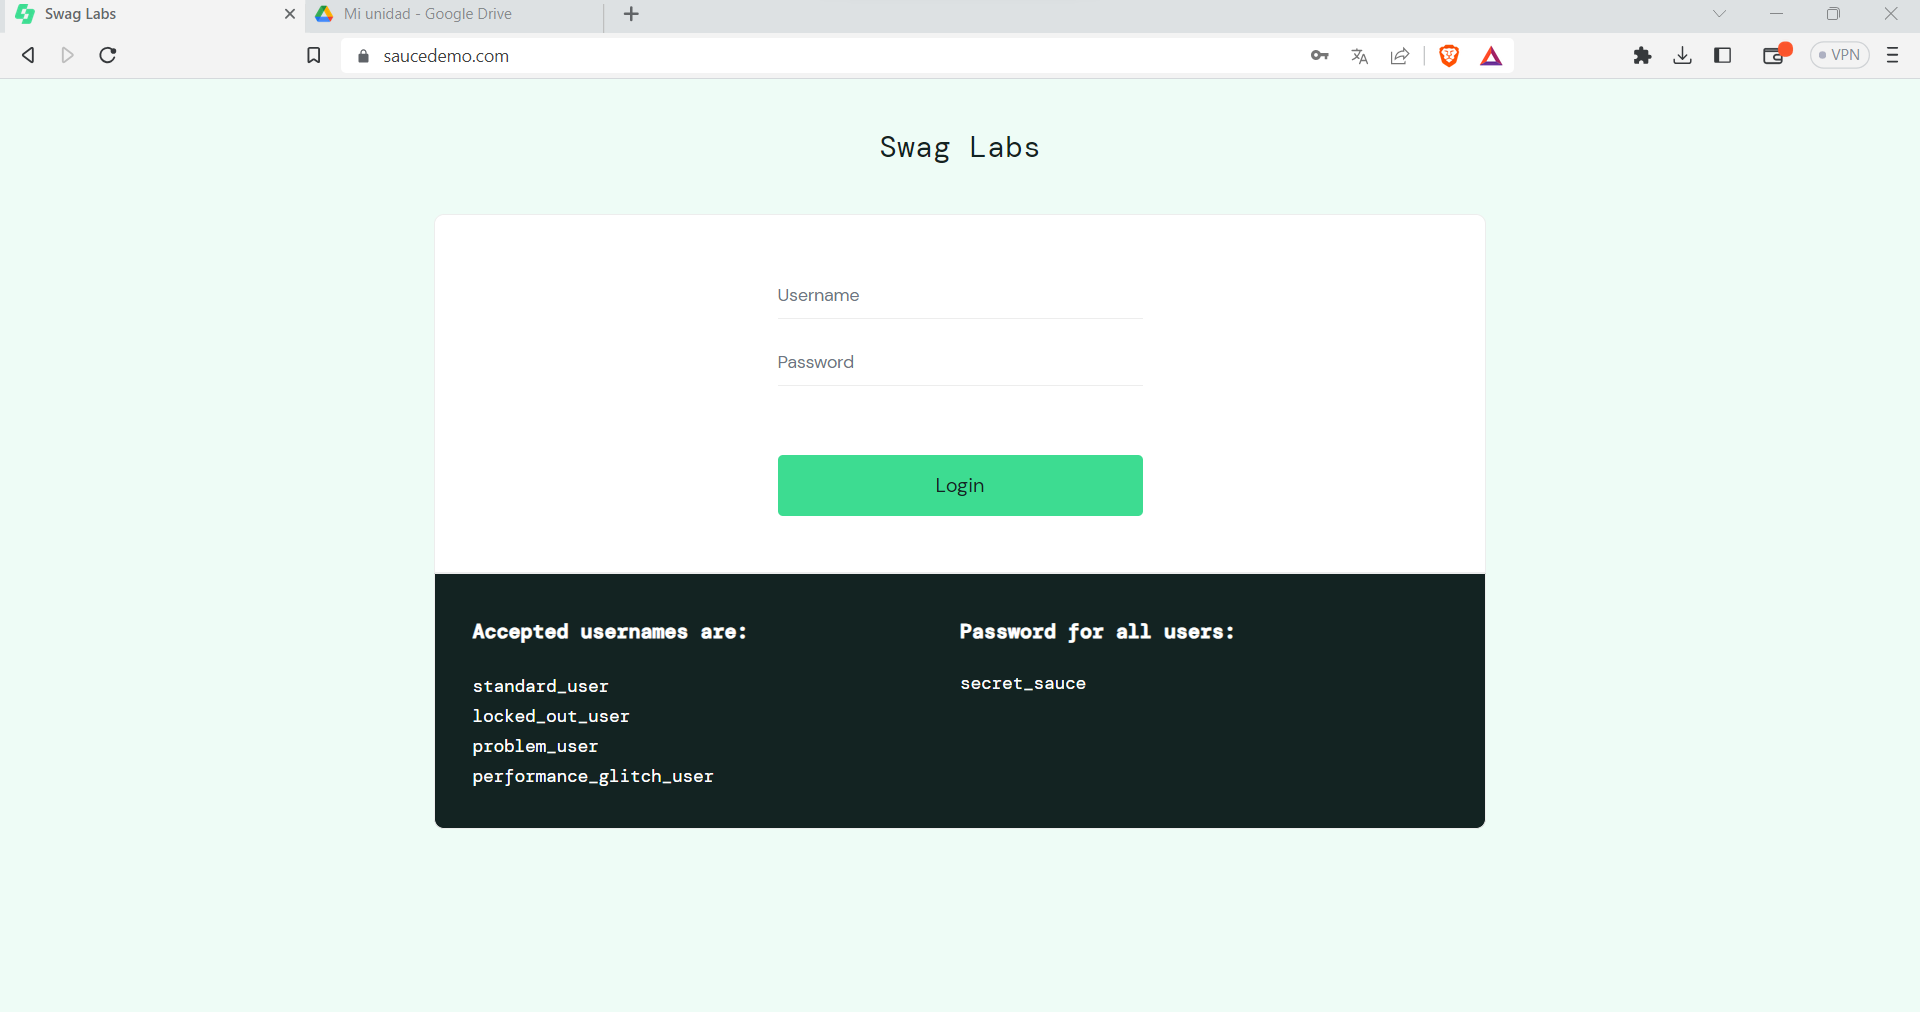 Swag Labs
Mi unidad - Google Drive
saucedemo.com
VPN
Swag Labs
Username
Password
Login
Accepted usernames are:
standard_user
locked_out_user
problem_user
performance_glitch_user
Password for all users:
secret_sauce